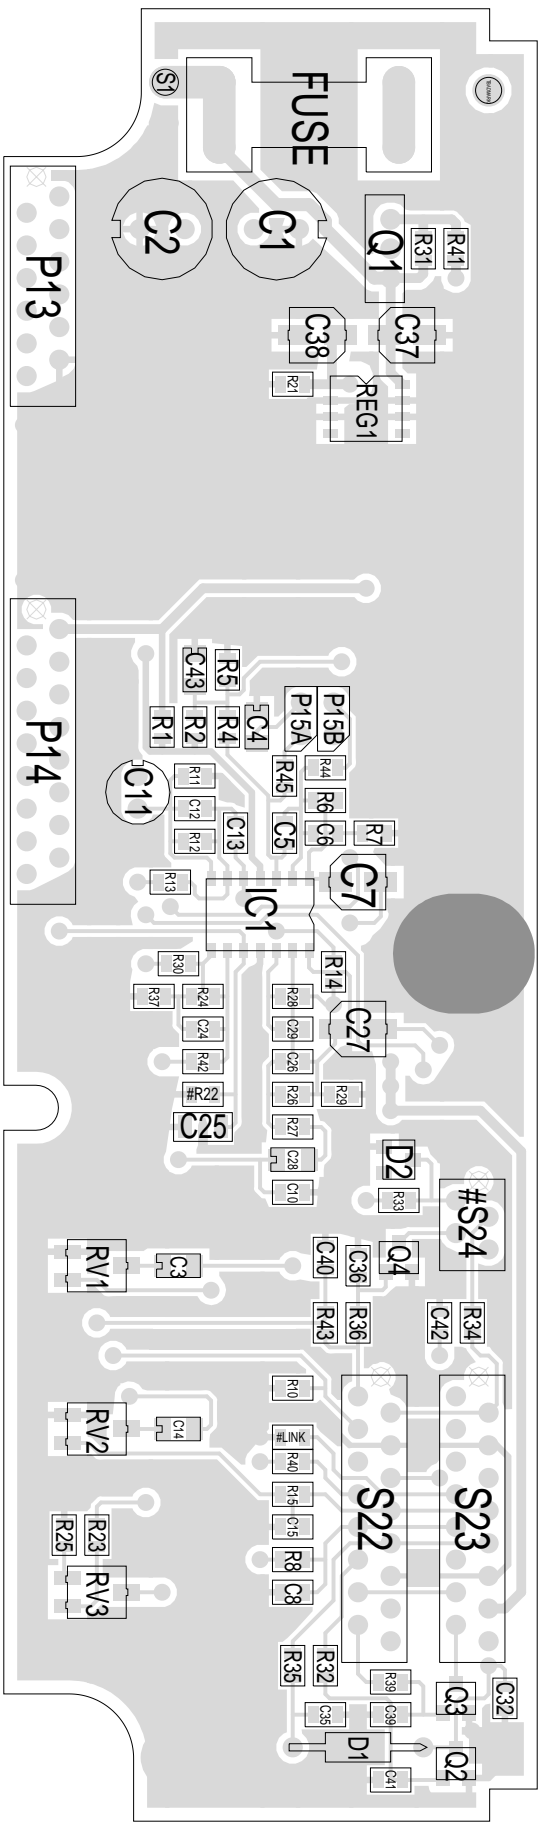 S1
FUSE
C2
C1
Q1
R31
R41
P13
C38
C37
R21
REG1
C43
R5
P15A
P15B
R1
R2
R4
C4
P14
C11
R11
C12
R12
C13
R45
C5
R44
R6
C6
R7
C7
R13
IC1
R30
R14
R37
R24
R28
C24
C29
C27
R42
C26
#R22
R26
R29
C25
R27
C28
C10
D2
R33
#S24
RV1
C3
C40
C36
Q4
R43
R36
C42
R34
R10
RV2
C14
#LINK
R40
R15
C15
S22
S23
R25
R23
R8
C8
RV3
R35
R32
R39
Q3
C32
C35
C39
D1
Q2
C41